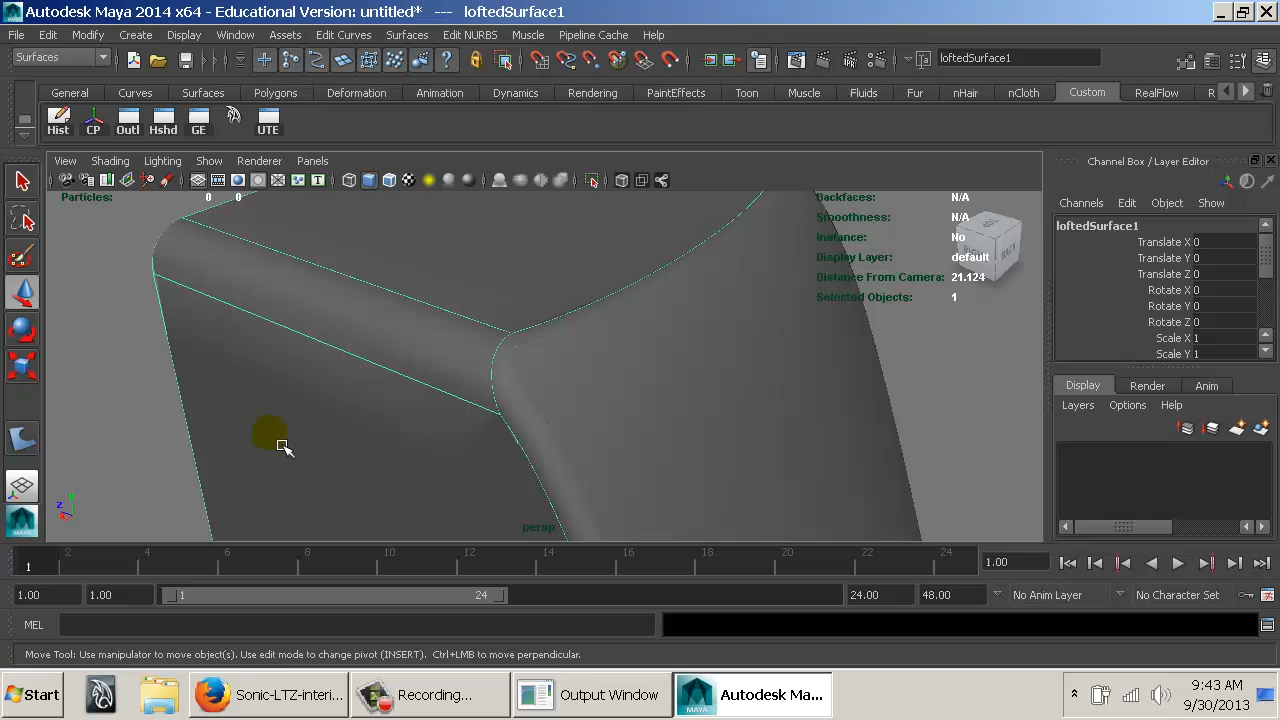 Autodesk Maya 2014 x64 - Educational Version: untitled* --- loftedSurface1
File Edit Modify Create Display Window Assets Edit Curves Surfaces Edit NURBS Muscle Pipeline Cache Help
Surfaces loftedSurface1
General Curves Surfaces Polygons Deformation Animation Dynamics Rendering PaintEffects Toon Muscle Fluids Fur nHair nCloth Custom RealFlow R
Hist CP Outl Hshd GE UTE
View Shading Lighting Show Renderer Panels
Channel Box / Layer Editor
Particles: 0 0
Backfaces: N/A
Smoothness: N/A
Instance: No
Display Layer: default
Distance From Camera: 21.124
Selected Objects: 1
BACK
Channels Edit Object Show
loftedSurface1
Translate X 0
Translate Y 0
Translate Z 0
Rotate X 0
Rotate Y 0
Rotate Z 0
Scale X 1
Scale Y 1
Display Render Anim
Layers Options Help
y
z
x
persp
2 4 6 8 10 12 14 16 18 20 22 24
1
1.00
1.00 1.00 1 24 24.00 48.00 No Anim Layer No Character Set
MEL
Move Tool: Use manipulator to move object(s). Use edit mode to change pivot (INSERT). Ctrl+LMB to move perpendicular.
Start Sonic-LTZ-interi... Recording... Output Window Autodesk Ma...
MAYA
9:43 AM
9/30/2013